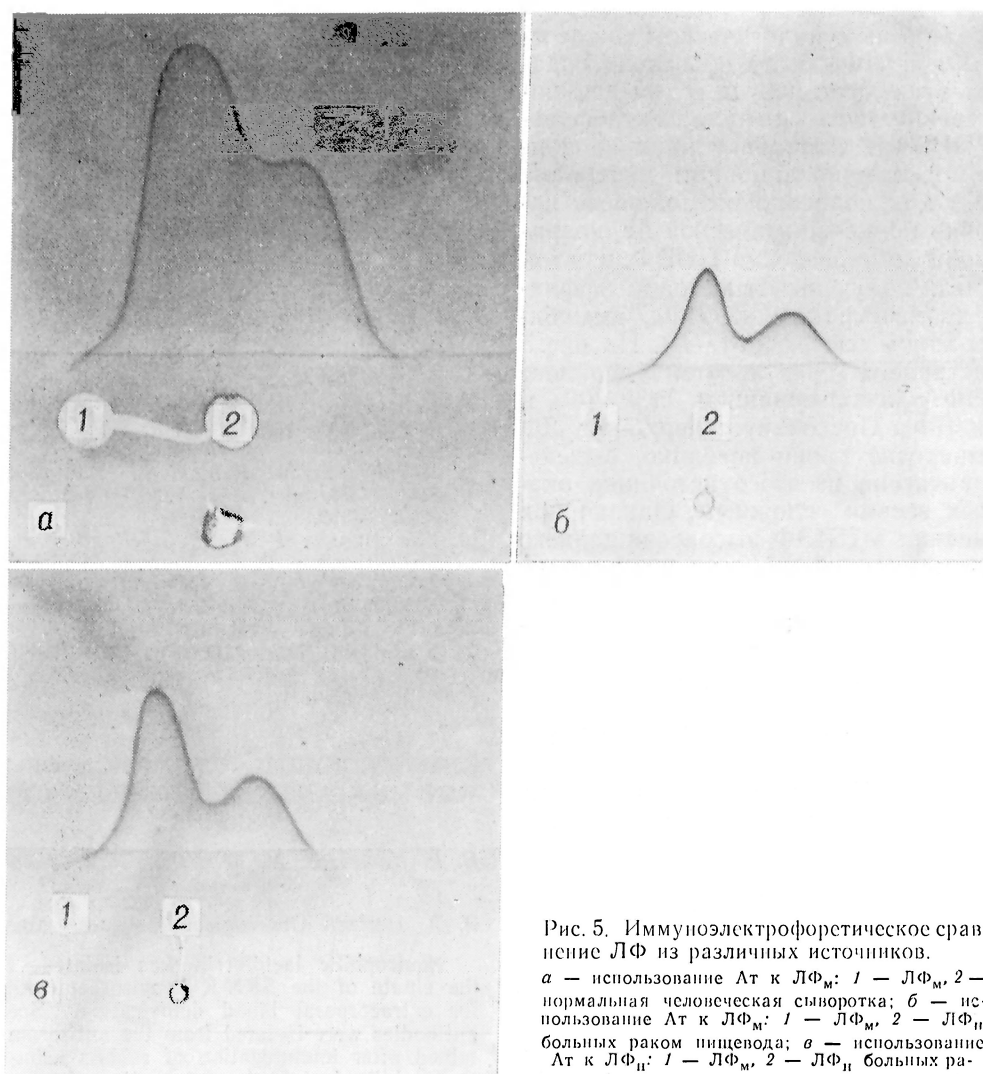 1
2
а
1
2
б
1
2
в
Рис. 5. Иммуноэлектрофоретическое срав
нение ЛФ из различных источников.
а — использование Ат к ЛФм: 1 — ЛФм, 2 —
нормальная человеческая сыворотка; б — ис-
пользование Ат к ЛФм: 1 — ЛФм, 2 — ЛФн
больных раком пищевода; в — использование
Ат к ЛФн: 1 — ЛФм, 2 — ЛФн больных ра-